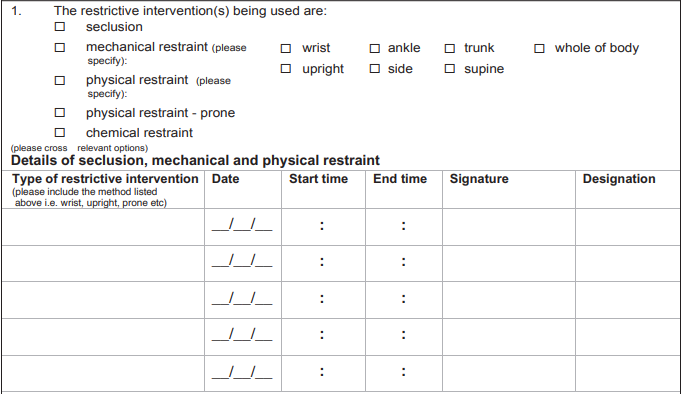 1. The restrictive intervention(s) being used are:
☐ seclusion
☐ mechanical restraint (please specify): ☐ wrist ☐ ankle ☐ trunk ☐ whole of body
☐ physical restraint (please specify): ☐ upright ☐ side ☐ supine
☐ physical restraint - prone
☐ chemical restraint
(please cross relevant options)
Details of seclusion, mechanical and physical restraint
Type of restrictive intervention (please include the method listed above i.e. wrist, upright, prone etc) Date Start time End time Signature Designation
__/__/__ : :
__/__/__ : :
__/__/__ : :
__/__/__ : :
__/__/__ : :